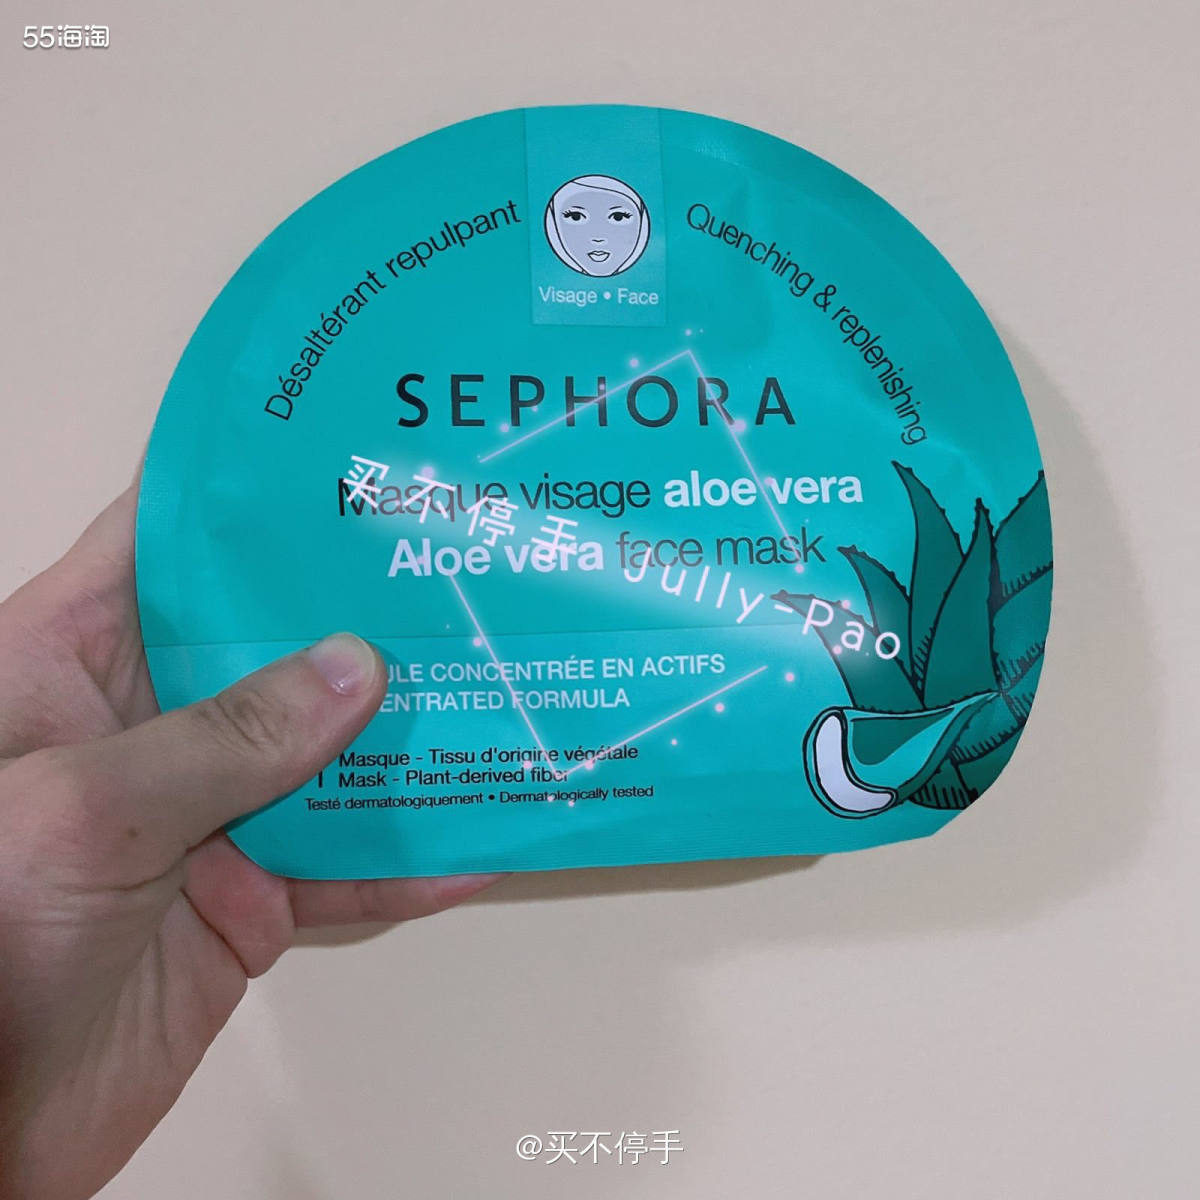 55海淘
Désaltérant repulpant
Visage • Face
Quenching & replenishing
SEPHORA
Masque visage aloe vera
Aloe vera face mask
买不停手 Jully-Pao
CONCENTRÉE EN ACTIFS
FORMULA
1 Masque - Tissu d'origine végétale
Mask - Plant-derived fiber
Testé dermatologiquement • Dermatologically tested
@买不停手